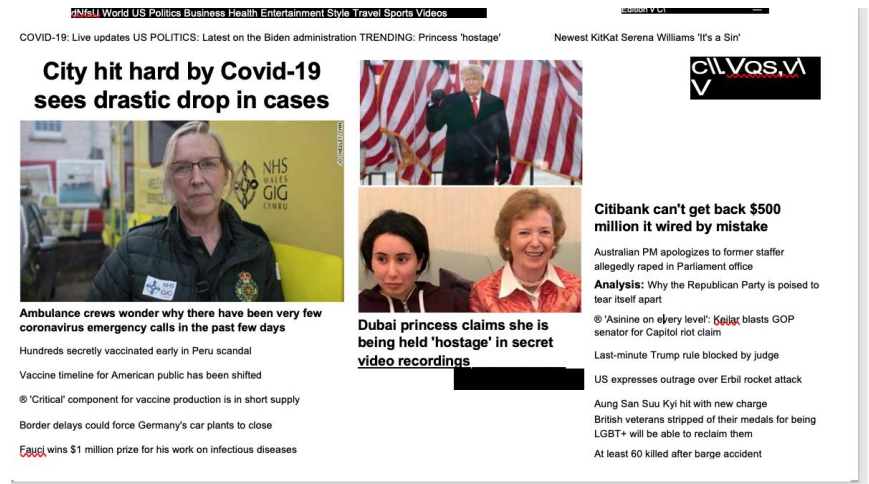 World US Politics Business Health Entertainment Style Travel Sports Videos
COVID-19: Live updates US POLITICS: Latest on the Biden administration TRENDING: Princess 'hostage'
Newest KitKat Serena Williams 'It's a Sin'
City hit hard by Covid-19
sees drastic drop in cases
NHS
WALES
GIG
CYMRU
Ambulance crews wonder why there have been very few
coronavirus emergency calls in the past few days
Hundreds secretly vaccinated early in Peru scandal
Vaccine timeline for American public has been shifted
® 'Critical' component for vaccine production is in short supply
Border delays could force Germany's car plants to close
Fauci wins $1 million prize for his work on infectious diseases
Dubai princess claims she is
being held 'hostage' in secret
video recordings
Citibank can't get back $500
million it wired by mistake
Australian PM apologizes to former staffer
allegedly raped in Parliament office
Analysis: Why the Republican Party is poised to
tear itself apart
® 'Asinine on every level': Keilar blasts GOP
senator for Capitol riot claim
Last-minute Trump rule blocked by judge
US expresses outrage over Erbil rocket attack
Aung San Suu Kyi hit with new charge
British veterans stripped of their medals for being
LGBT+ will be able to reclaim them
At least 60 killed after barge accident